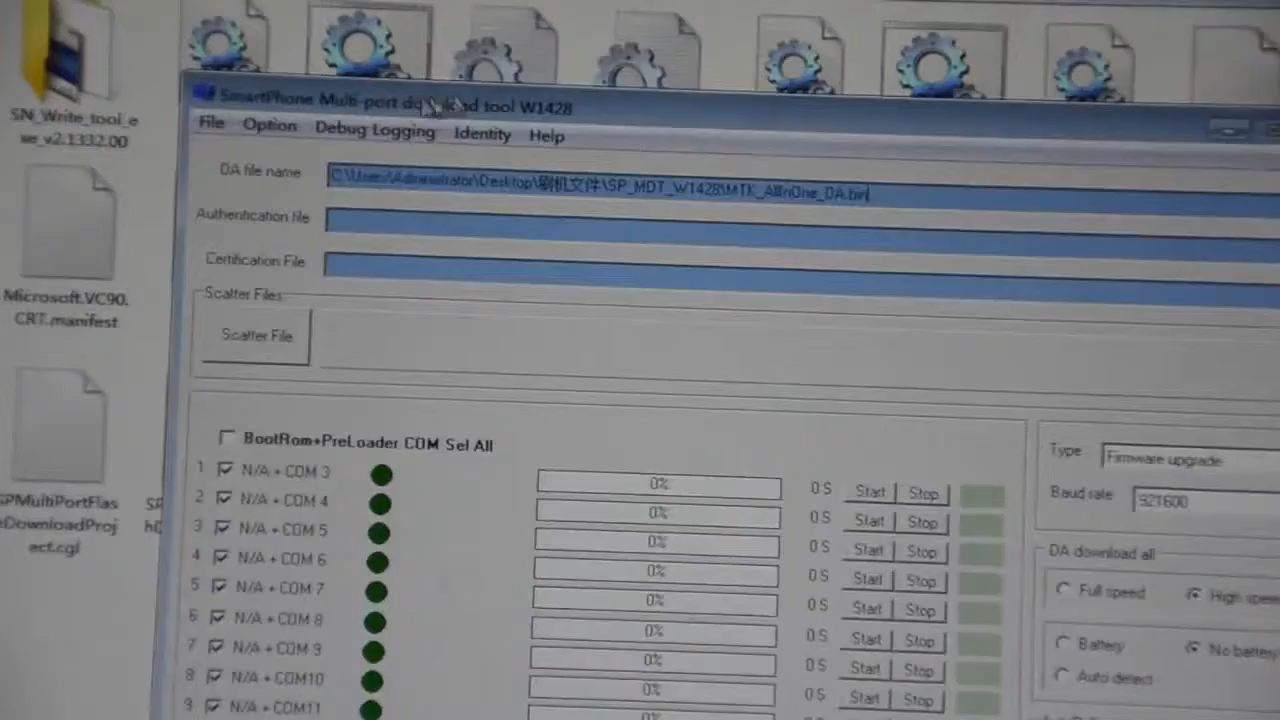 SN_Write_tool_e
xe_v2.1332.00
Microsoft.VC90.
CRT.manifest
SPMultiPortFlas
hDownloadProj
ect.cgl
SmartPhone Multi-port download tool W1428
File Option Debug Logging Identity Help
DA file name C:\Users\Administrator\Desktop\刷机文件\SP_MDT_W1428\MTK_AllInOne_DA.bin
Authentication file
Certification File
Scatter Files
Scatter File
BootRom+PreLoader COM Sel All
1 N/A + COM 3 0% 0 S Start Stop
2 N/A + COM 4 0% 0 S Start Stop
3 N/A + COM 5 0% 0 S Start Stop
4 N/A + COM 6 0% 0 S Start Stop
5 N/A + COM 7 0% 0 S Start Stop
6 N/A + COM 8 0% 0 S Start Stop
7 N/A + COM 9 0% 0 S Start Stop
8 N/A + COM10 0% 0 S Start Stop
9 N/A + COM11 0% 0 S Start Stop
Type Firmware upgrade
Baud rate 921600
DA download all
Full speed High speed
Battery No battery
Auto detect